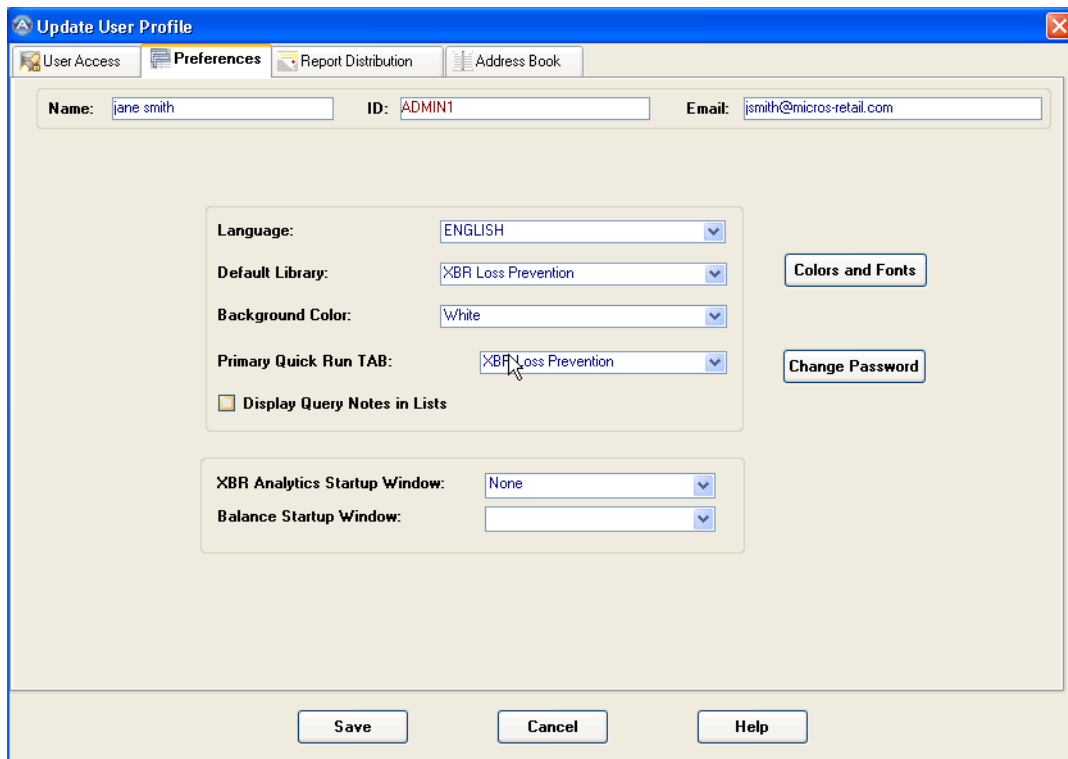 Update User Profile
User Access Preferences Report Distribution Address Book
Name: jane smith ID: ADMIN1 Email: jsmith@micros-retail.com
Language: ENGLISH
Default Library: XBR Loss Prevention
Colors and Fonts
Background Color: White
Primary Quick Run TAB: XBR Loss Prevention
Change Password
Display Query Notes in Lists
XBR Analytics Startup Window: None
Balance Startup Window:
Save Cancel Help